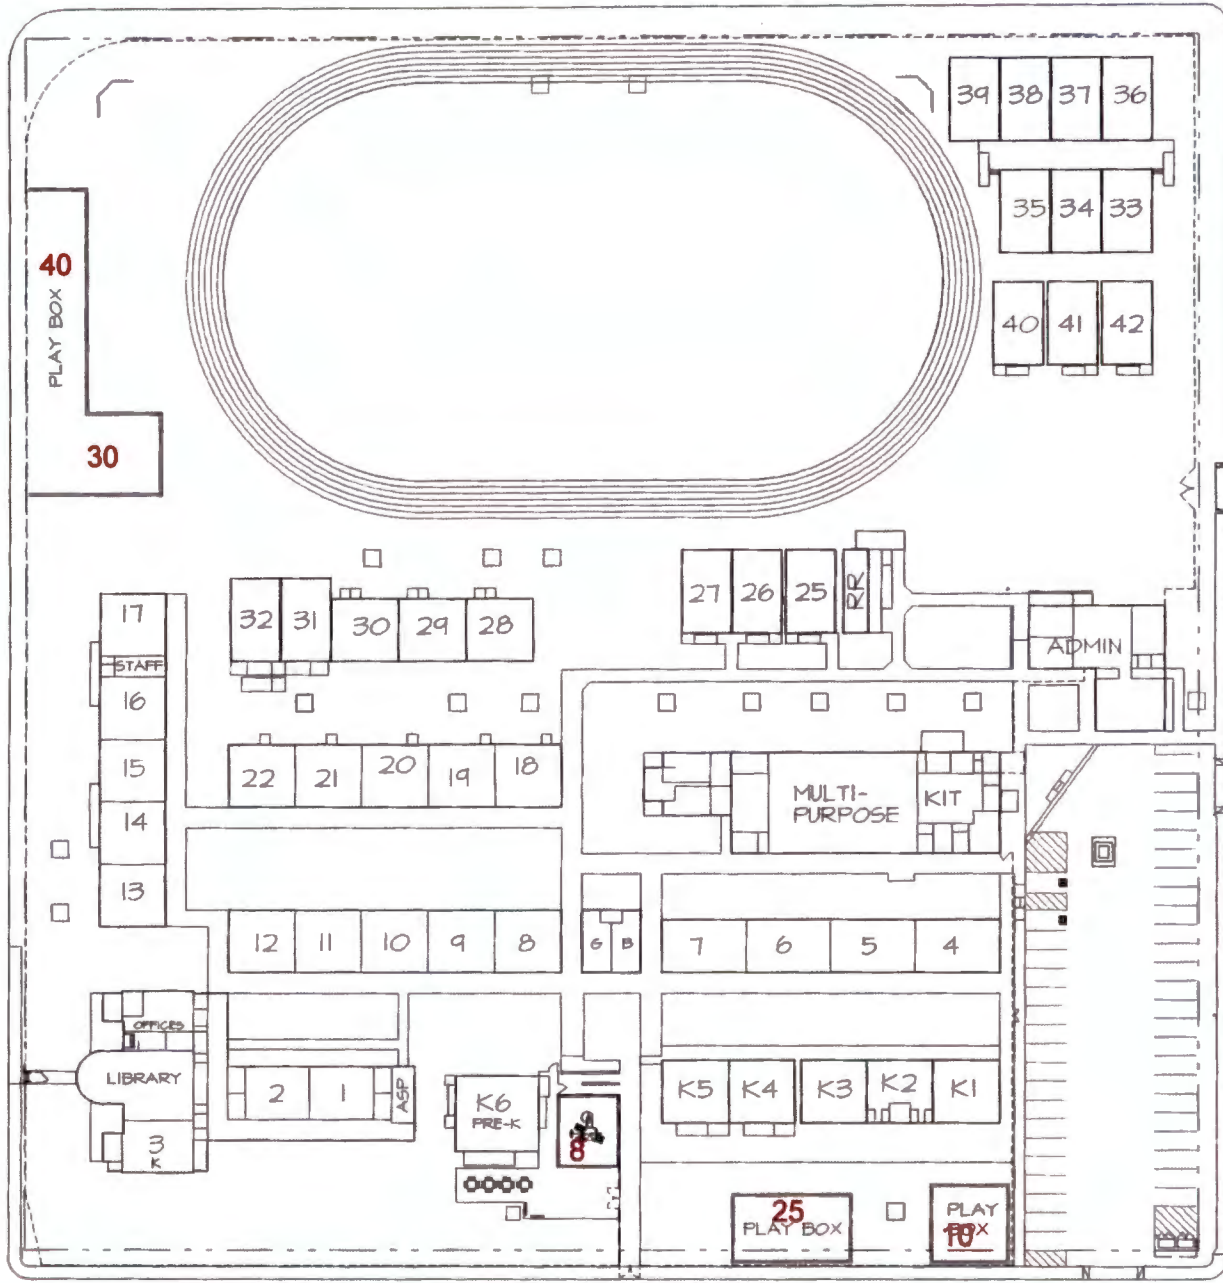 39 38 37 36
35 34 33
40
PLAY BOX
30
40 41 42
27 26 25 RR
32 31 30 29 28
17
STAFF
16
15
14
13
ADMIN
22 21 20 19 18
MULTI-
PURPOSE
KIT
12 11 10 9 8
G B
7 6 5 4
OFFICES
LIBRARY
3
K
2 1 ASP
K6
PRE-K
8
K5 K4 K3 K2 K1
25
PLAY BOX
PLAY
BOX
10